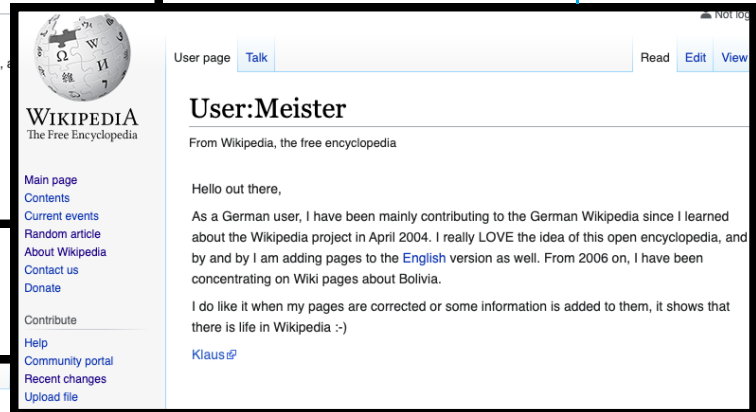 Not log
User page Talk Read Edit View
Ω W И 維 7
WIKIPEDIA
The Free Encyclopedia
User:Meister
From Wikipedia, the free encyclopedia
Main page
Contents
Current events
Random article
About Wikipedia
Contact us
Donate
Contribute
Help
Community portal
Recent changes
Upload file
Hello out there,
As a German user, I have been mainly contributing to the German Wikipedia since I learned
about the Wikipedia project in April 2004. I really LOVE the idea of this open encyclopedia, and
by and by I am adding pages to the English version as well. From 2006 on, I have been
concentrating on Wiki pages about Bolivia.
I do like it when my pages are corrected or some information is added to them, it shows that
there is life in Wikipedia :-)
Klaus